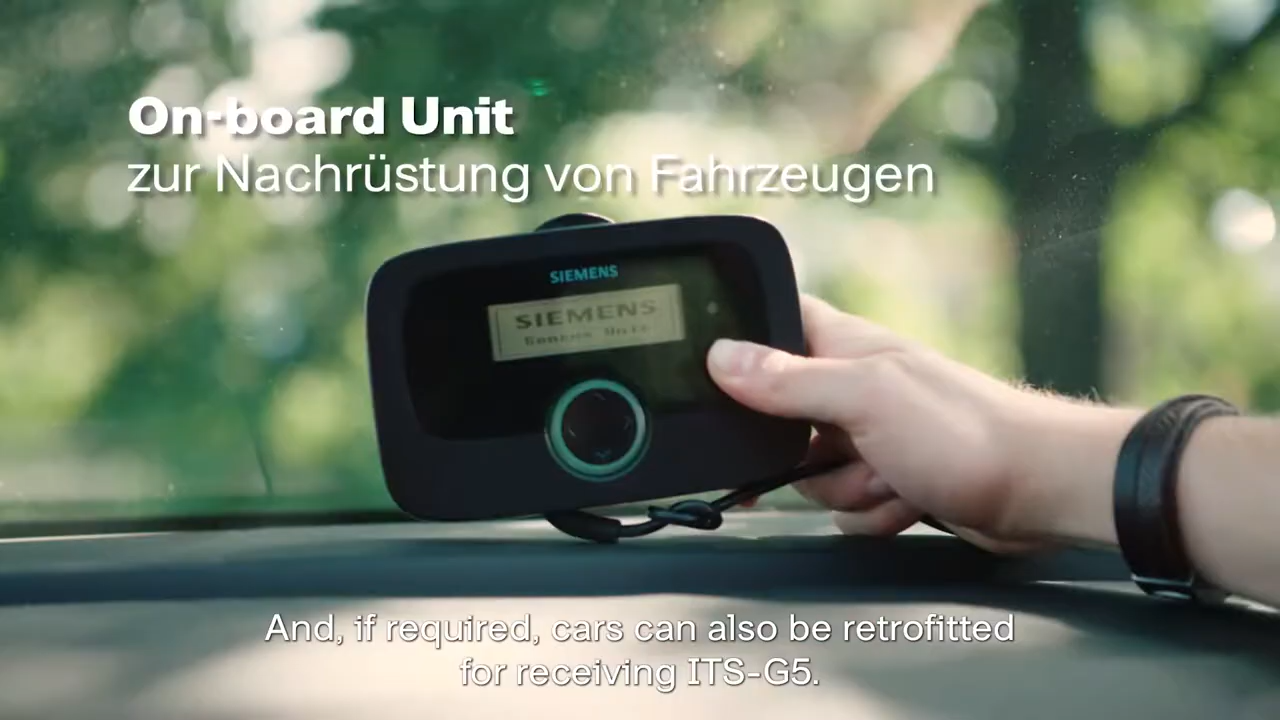 On-board Unit
zur Nachrüstung von Fahrzeugen
SIEMENS
SIEMENS
And, if required, cars can also be retrofitted
for receiving ITS-G5.